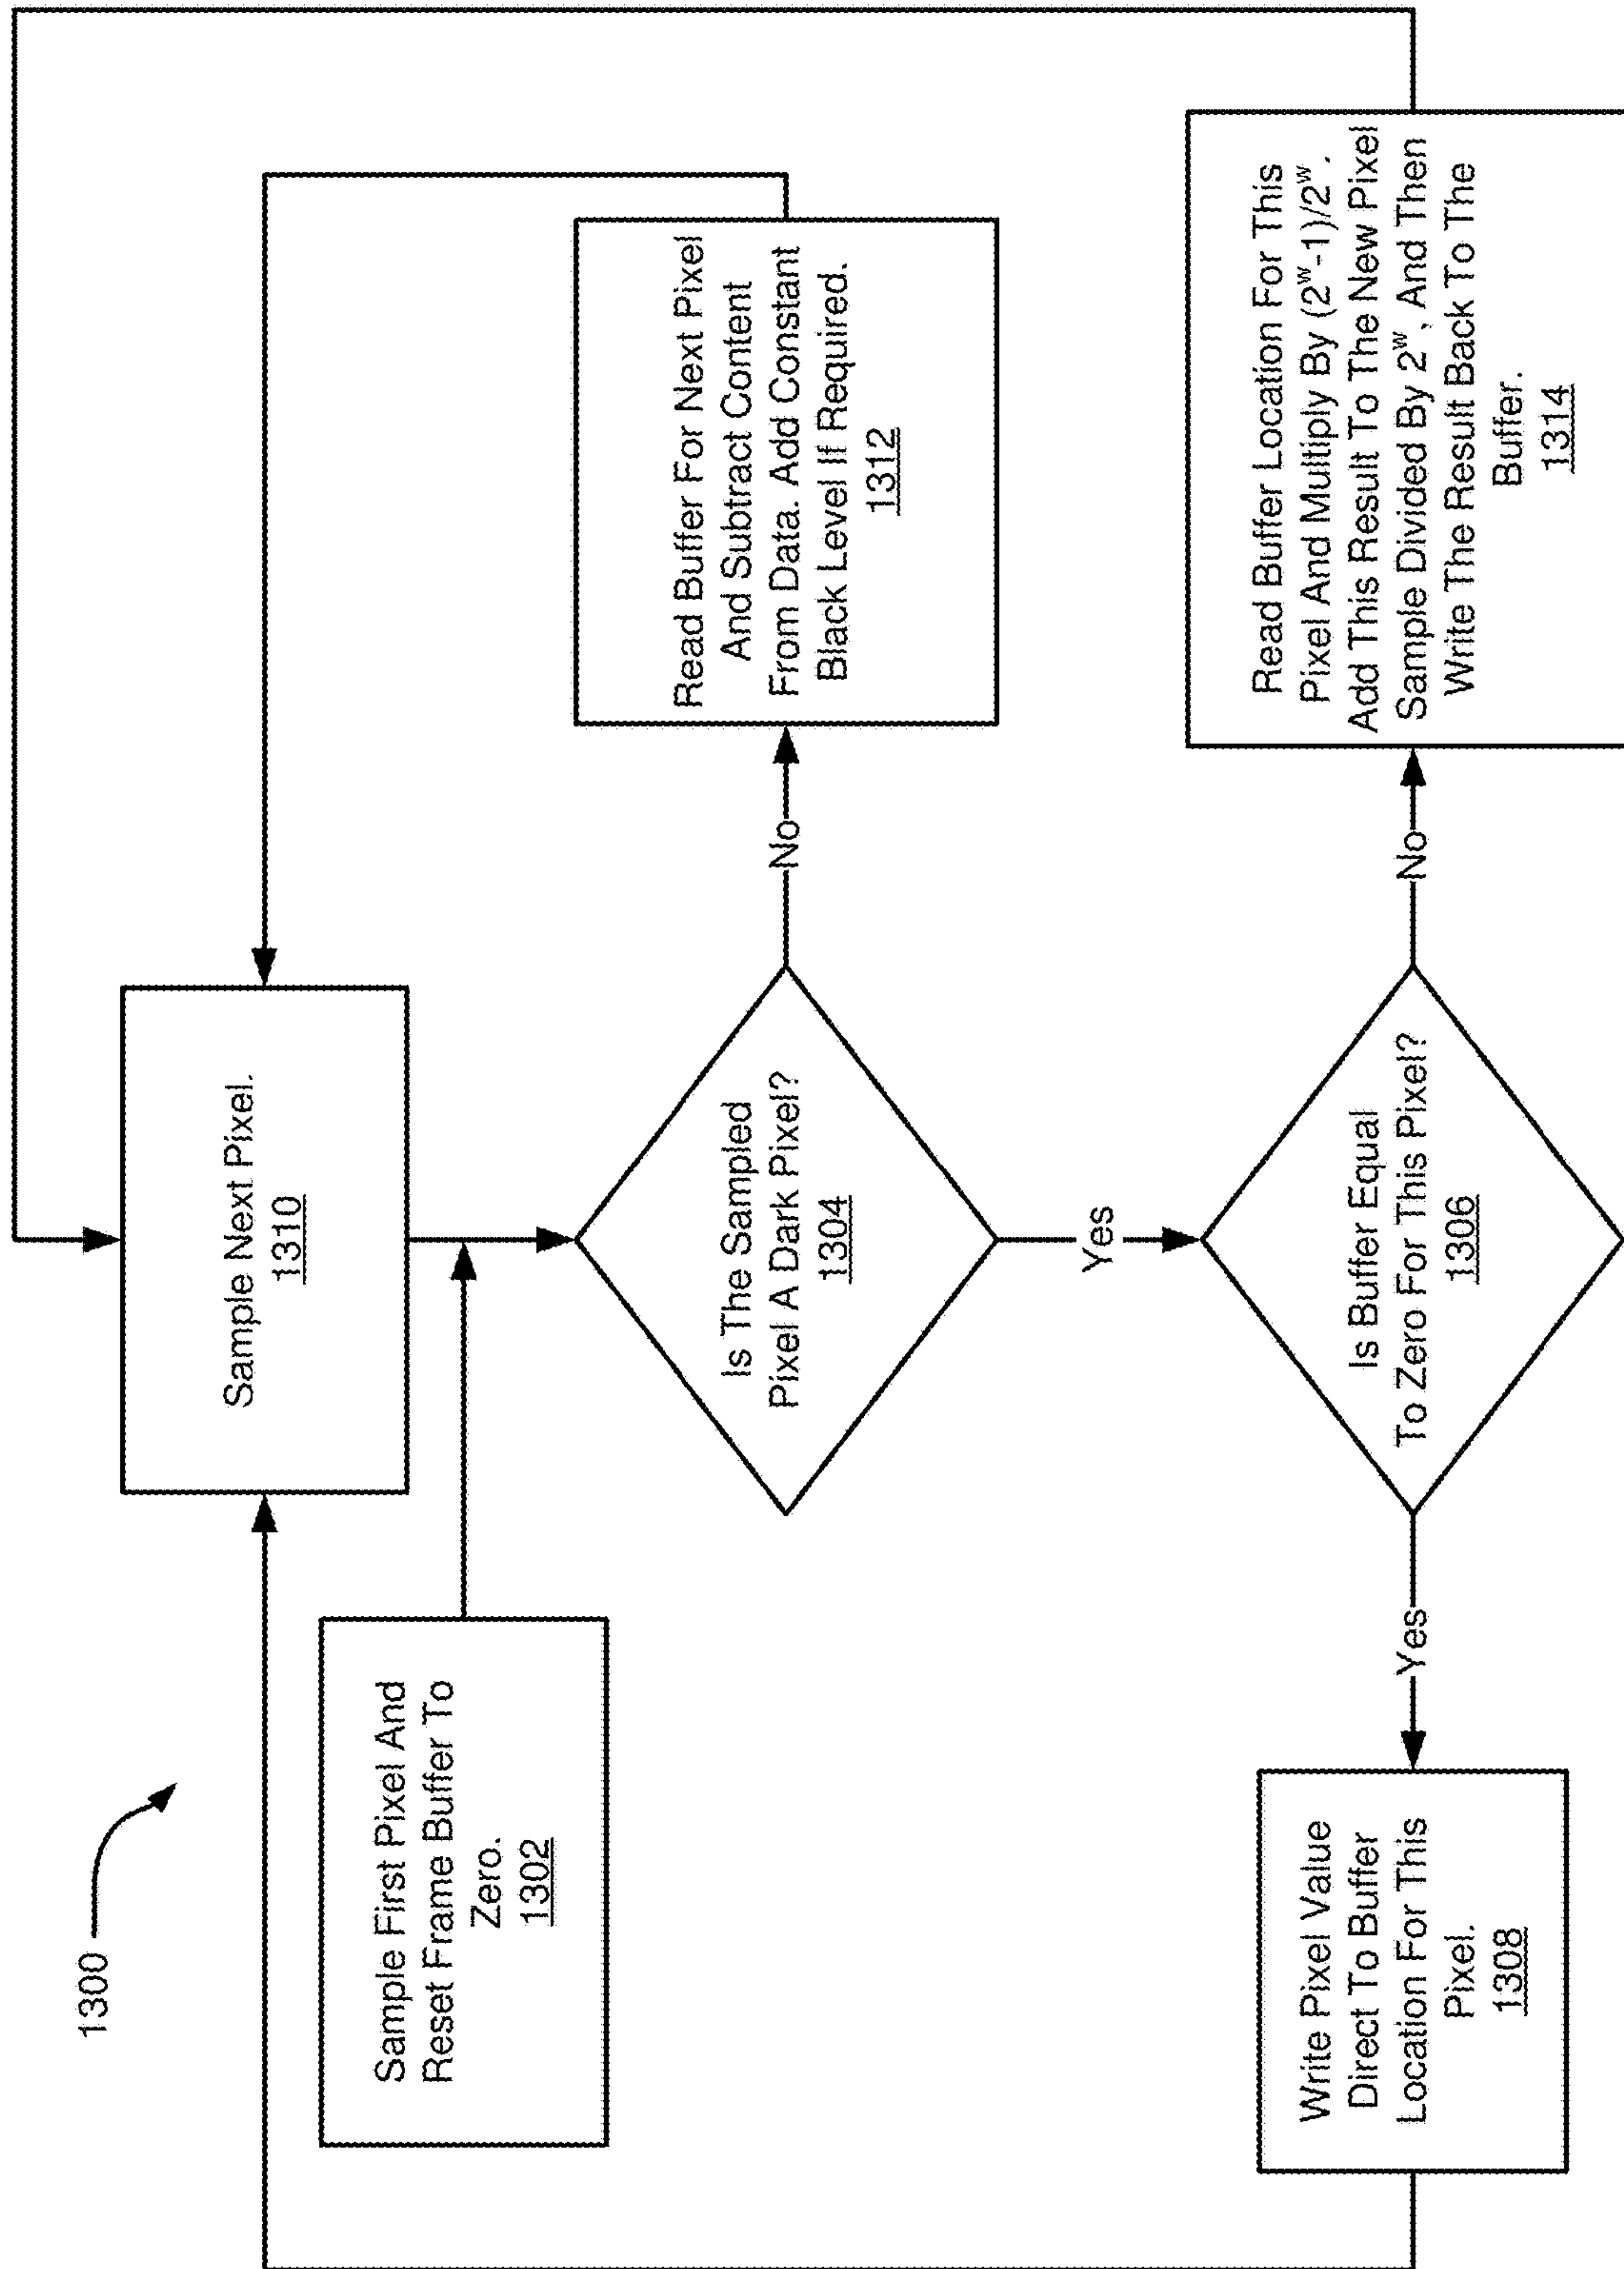 1300
Sample First Pixel And
Reset Frame Buffer To
Zero.
1302
Sample Next Pixel.
1310
Is The Sampled
Pixel A Dark Pixel?
1304
No
Read Buffer For Next Pixel
And Subtract Content
From Data. Add Constant
Black Level If Required.
1312
Yes
Is Buffer Equal
To Zero For This Pixel?
1306
Yes
Write Pixel Value
Direct To Buffer
Location For This
Pixel.
1308
No
Read Buffer Location For This
Pixel And Multiply By (2ʷ-1)/2ʷ.
Add This Result To The New Pixel
Sample Divided By 2ʷ, And Then
Write The Result Back To The
Buffer.
1314